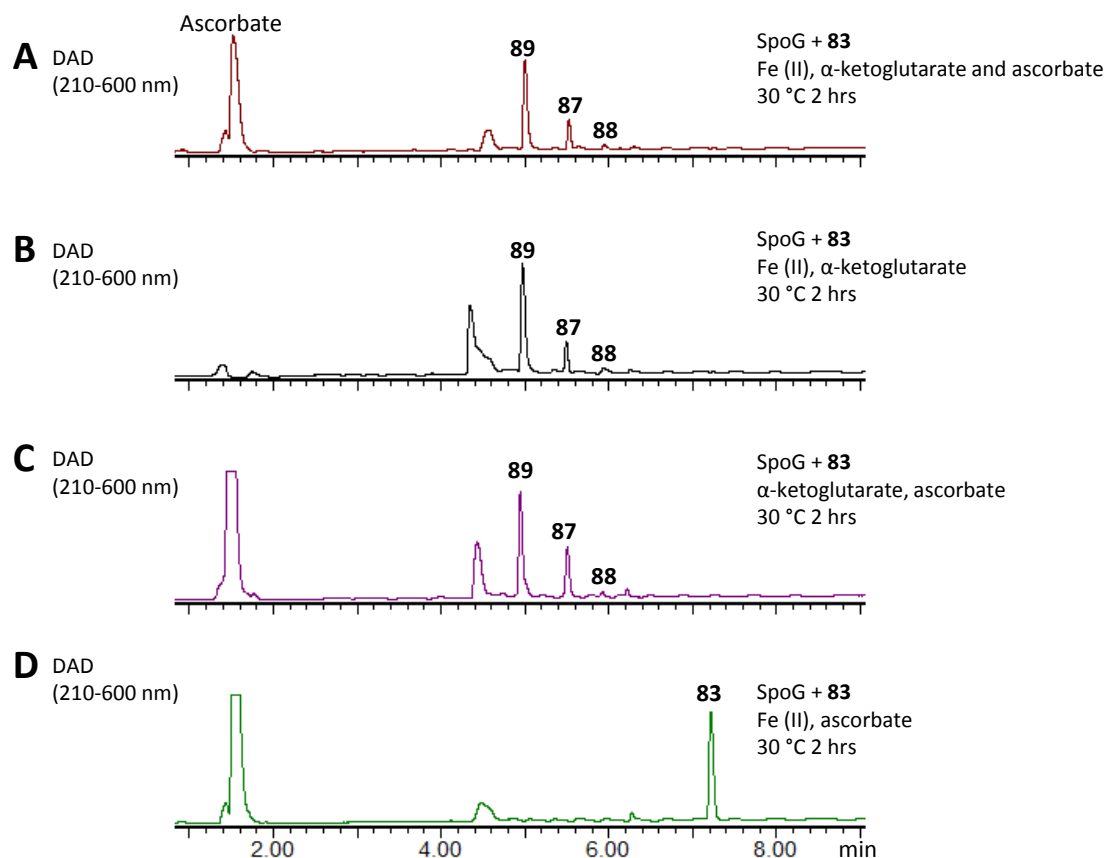 Ascorbate
A
DAD
(210-600 nm)
89
87
88
SpoG + 83
Fe (II), α-ketoglutarate and ascorbate
30 °C 2 hrs
B
DAD
(210-600 nm)
89
87
88
SpoG + 83
Fe (II), α-ketoglutarate
30 °C 2 hrs
C
DAD
(210-600 nm)
89
87
88
SpoG + 83
α-ketoglutarate, ascorbate
30 °C 2 hrs
D
DAD
(210-600 nm)
83
SpoG + 83
Fe (II), ascorbate
30 °C 2 hrs
2.00 4.00 6.00 8.00 min